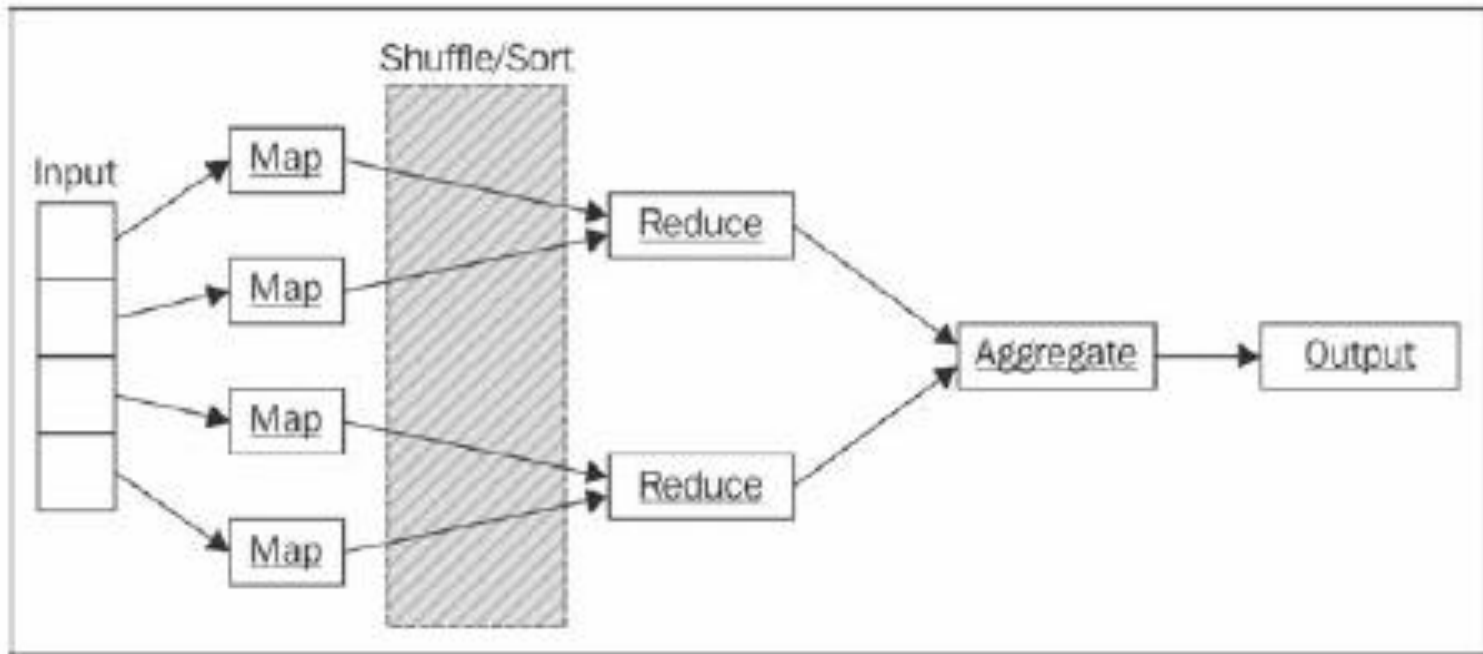 Shuffle/Sort
Input
Map
Map
Map
Map
Reduce
Reduce
Aggregate
Output